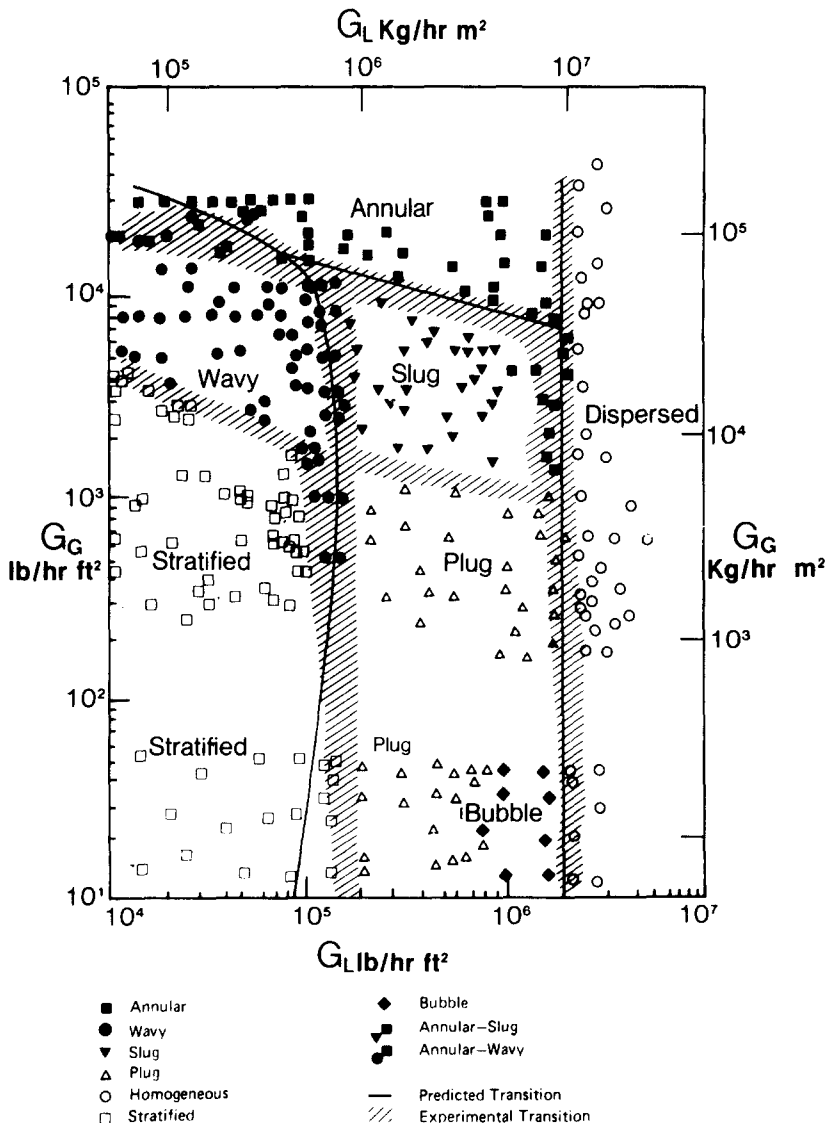 G_L Kg/hr m²
10⁵ 10⁶ 10⁷
10⁵
Annular
10⁵
10⁴
Wavy
Slug
Dispersed
10⁴
10³
G_G
lb/hr ft²
Stratified
Plug
G_G
Kg/hr m²
10³
10²
Stratified
Plug
Bubble
10¹
10⁴ 10⁵ 10⁶ 10⁷
G_L lb/hr ft²
Annular
Wavy
Slug
Plug
Homogeneous
Stratified
Bubble
Annular–Slug
Annular–Wavy
Predicted Transition
Experimental Transition